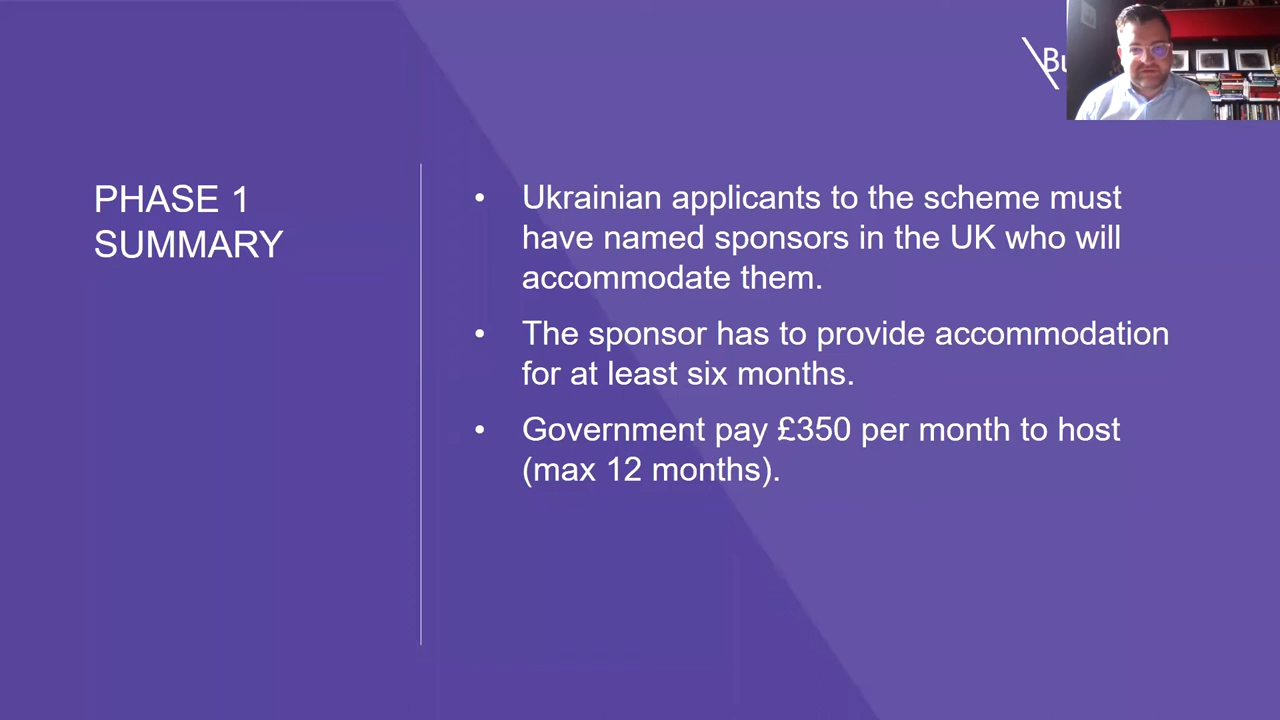 PHASE 1
SUMMARY
• Ukrainian applicants to the scheme must
have named sponsors in the UK who will
accommodate them.
• The sponsor has to provide accommodation
for at least six months.
• Government pay £350 per month to host
(max 12 months).